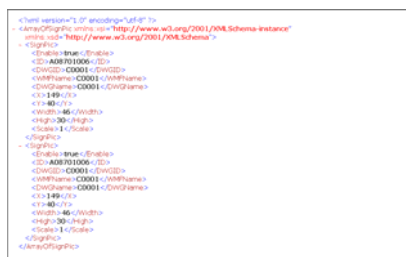 <?xml version="1.0" encoding="utf-8" ?>
- <ArrayOfSignPic xmlns:xsi="http://www.w3.org/2001/XMLSchema-instance"
xmlns:xsd="http://www.w3.org/2001/XMLSchema">
- <SignPic>
<Enable>true</Enable>
<ID>A08701006</ID>
<DWGID>C0001</DWGID>
<WMFName>C0001</WMFName>
<DWGName>C0001</DWGName>
<X>149</X>
<Y>40</Y>
<Width>46</Width>
<High>30</High>
<Scale>1</Scale>
</SignPic>
- <SignPic>
<Enable>true</Enable>
<ID>A08701006</ID>
<DWGID>C0001</DWGID>
<WMFName>C0001</WMFName>
<DWGName>C0001</DWGName>
<X>149</X>
<Y>40</Y>
<Width>46</Width>
<High>30</High>
<Scale>1</Scale>
</SignPic>
</ArrayOfSignPic>